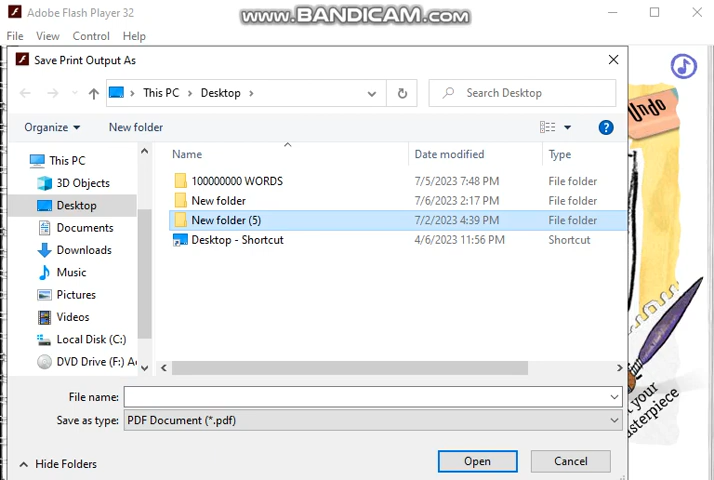 Adobe Flash Player 32
WWW.BANDICAM.COM
File View Control Help
Save Print Output As
This PC > Desktop >
Search Desktop
Undo
Organize
New folder
Name Date modified Type
This PC
3D Objects
Desktop
Documents
Downloads
Music
Pictures
Videos
Local Disk (C:)
DVD Drive (F:) A
100000000 WORDS 7/5/2023 7:48 PM File folder
New folder 7/6/2023 2:17 PM File folder
New folder (5) 7/2/2023 4:39 PM File folder
Desktop - Shortcut 4/6/2023 11:56 PM Shortcut
File name:
Save as type: PDF Document (*.pdf)
your
Hide Folders
Open
Cancel